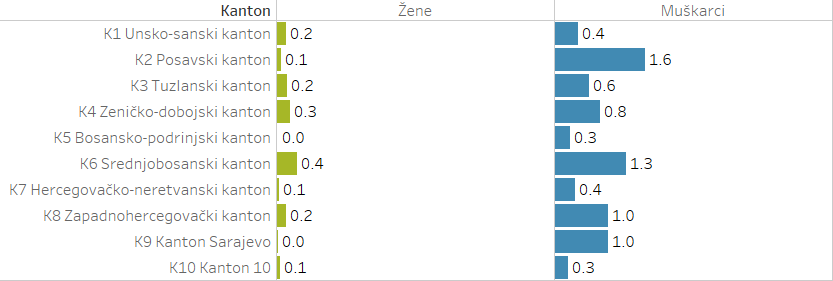 Kanton Žene Muškarci
K1 Unsko-sanski kanton 0.2 0.4
K2 Posavski kanton 0.1 1.6
K3 Tuzlanski kanton 0.2 0.6
K4 Zeničko-dobojski kanton 0.3 0.8
K5 Bosansko-podrinjski kanton 0.0 0.3
K6 Srednjobosanski kanton 0.4 1.3
K7 Hercegovačko-neretvanski kanton 0.1 0.4
K8 Zapadnohercegovački kanton 0.2 1.0
K9 Kanton Sarajevo 0.0 1.0
K10 Kanton 10 0.1 0.3